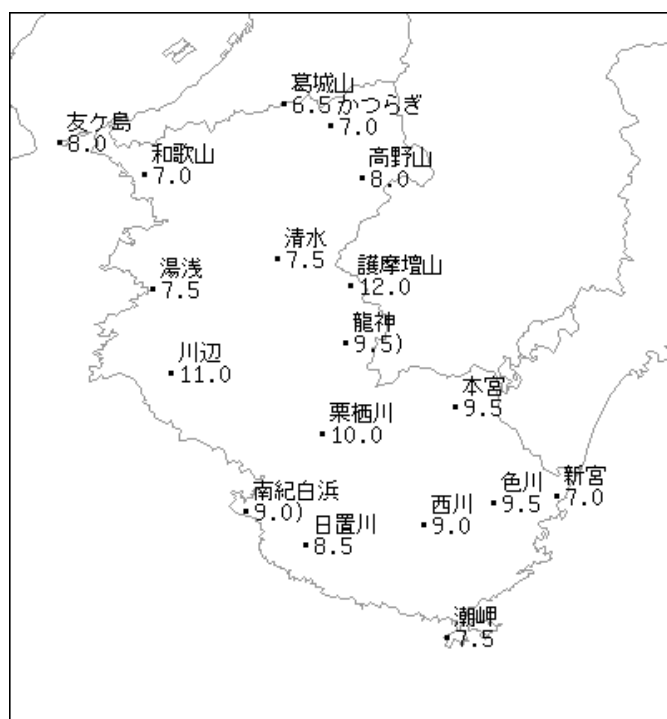 葛城山
6.5
かつらぎ
7.0
友ケ島
8.0
和歌山
7.0
高野山
8.0
清水
7.5
護摩壇山
12.0
湯浅
7.5
龍神
9.5)
川辺
11.0
本宮
9.5
栗栖川
10.0
新宮
7.0
色川
9.5
南紀白浜
9.0)
西川
9.0
日置川
8.5
潮岬
7.5